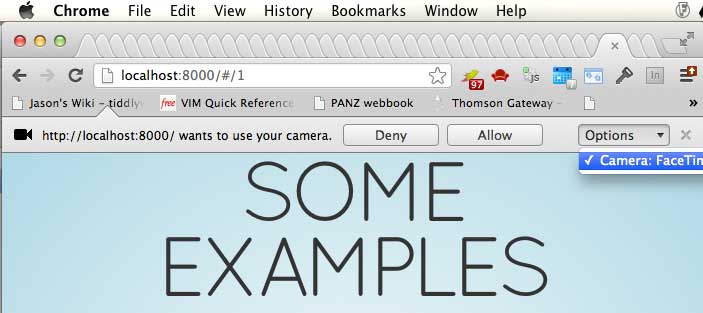 Chrome File Edit View History Bookmarks Window Help
localhost:8000/#/1
97 js In
Jason's Wiki – tiddly free VIM Quick Reference PANZ webbook Thomson Gateway – »
http://localhost:8000/ wants to use your camera. Deny Allow Options
✓ Camera: FaceTim
SOME
EXAMPLES